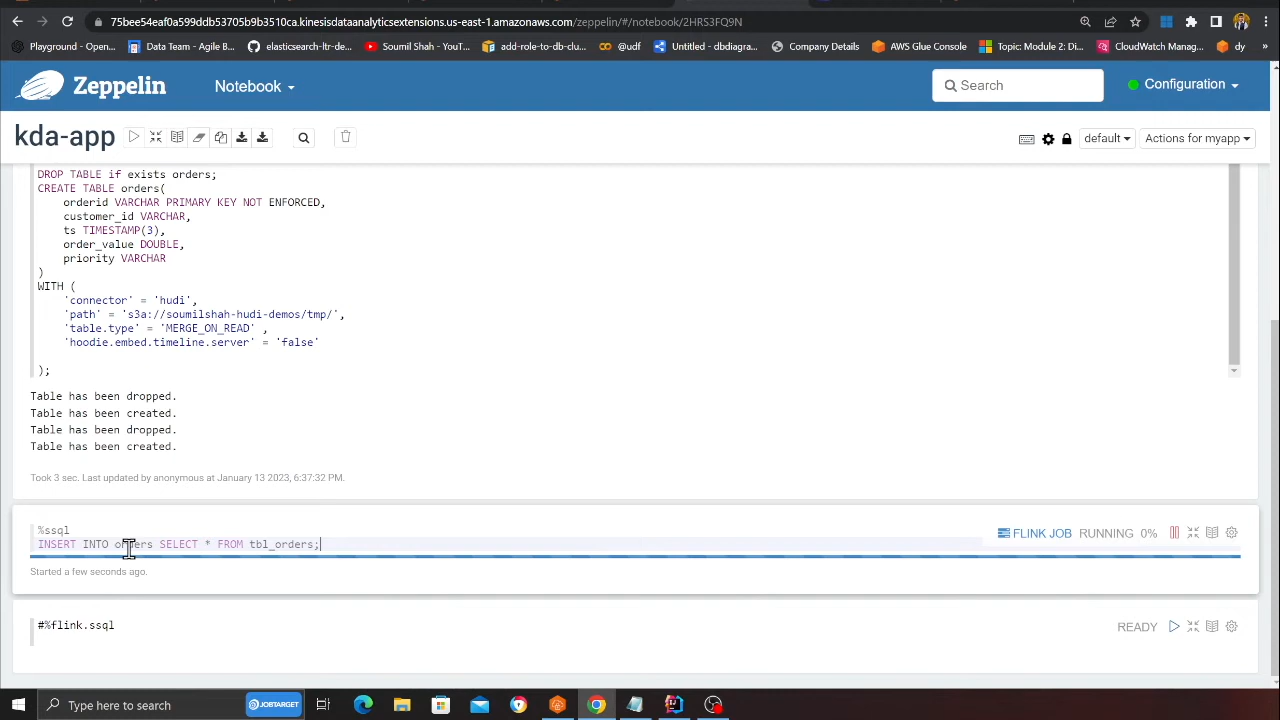 75bee54eaf0a599ddb53705b9b3510ca.kinesisdataanalyticsextensions.us-east-1.amazonaws.com/zeppelin/#/notebook/2HRS3FQ9N
Playground - Open... Data Team - Agile B... elasticsearch-ltr-de... Soumil Shah - YouT... add-role-to-db-clu... @udf Untitled - dbdiagra... Company Details AWS Glue Console Topic: Module 2: Di... CloudWatch Manag... dy »
Zeppelin Notebook Search Configuration
kda-app default Actions for myapp
DROP TABLE if exists orders;
CREATE TABLE orders(
orderid VARCHAR PRIMARY KEY NOT ENFORCED,
customer_id VARCHAR,
ts TIMESTAMP(3),
order_value DOUBLE,
priority VARCHAR
)
WITH (
'connector' = 'hudi',
'path' = 's3a://soumilshah-hudi-demos/tmp/',
'table.type' = 'MERGE_ON_READ' ,
'hoodie.embed.timeline.server' = 'false'
);
Table has been dropped.
Table has been created.
Table has been dropped.
Table has been created.
Took 3 sec. Last updated by anonymous at January 13 2023, 6:37:32 PM.
%ssql
INSERT INTO orders SELECT * FROM tbl_orders;
FLINK JOB RUNNING 0%
Started a few seconds ago.
#%flink.ssql
READY
Type here to search JOBTARGET